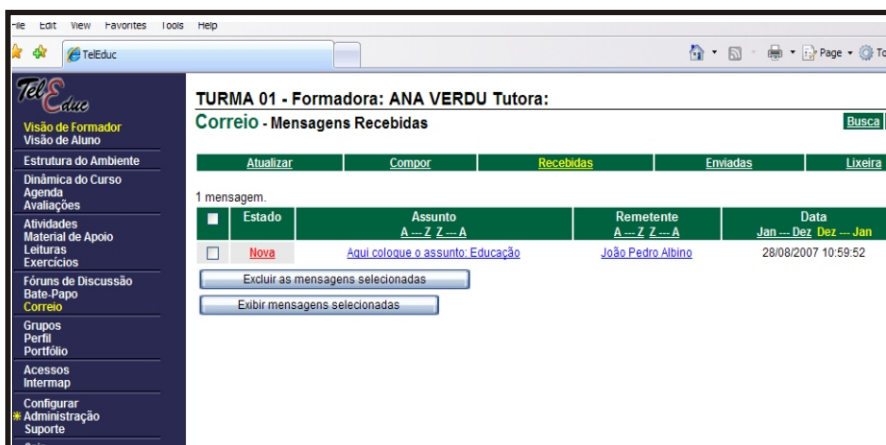 File Edit View Favorites Tools Help
TelEduc
Page
TelEduc
TURMA 01 - Formadora: ANA VERDU Tutora:
Correio - Mensagens Recebidas
Busca
Atualizar Compor Recebidas Enviadas Lixeira
1 mensagem.
Estado Assunto Remetente Data
A --- Z Z --- A A --- Z Z --- A Jan --- Dez Dez --- Jan
Nova Aqui coloque o assunto: Educação João Pedro Albino 28/08/2007 10:59:52
Excluir as mensagens selecionadas
Exibir mensagens selecionadas
Visão de Formador
Visão de Aluno
Estrutura do Ambiente
Dinâmica do Curso
Agenda
Avaliações
Atividades
Material de Apoio
Leituras
Exercícios
Fóruns de Discussão
Bate-Papo
Correio
Grupos
Perfil
Portfólio
Acessos
Intermap
Configurar
Administração
Suporte